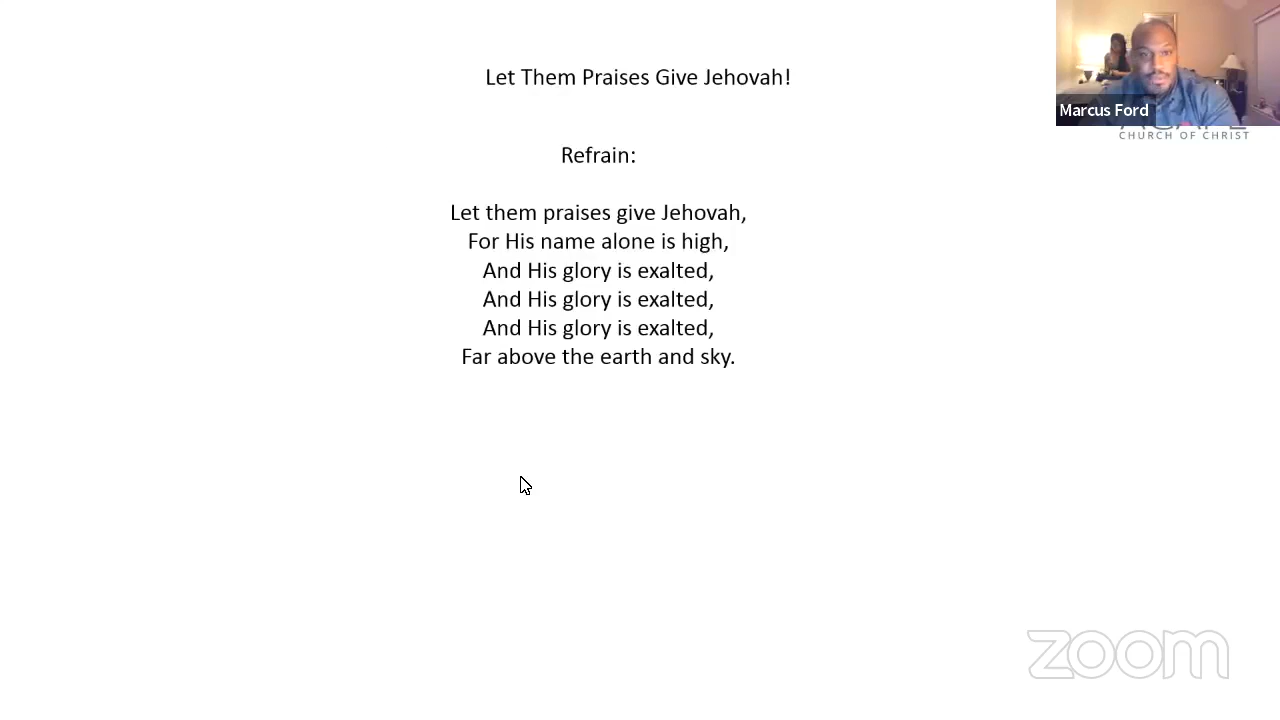 Let Them Praises Give Jehovah!
Marcus Ford
CHURCH OF CHRIST
Refrain:
Let them praises give Jehovah,
For His name alone is high,
And His glory is exalted,
And His glory is exalted,
And His glory is exalted,
Far above the earth and sky.
zoom